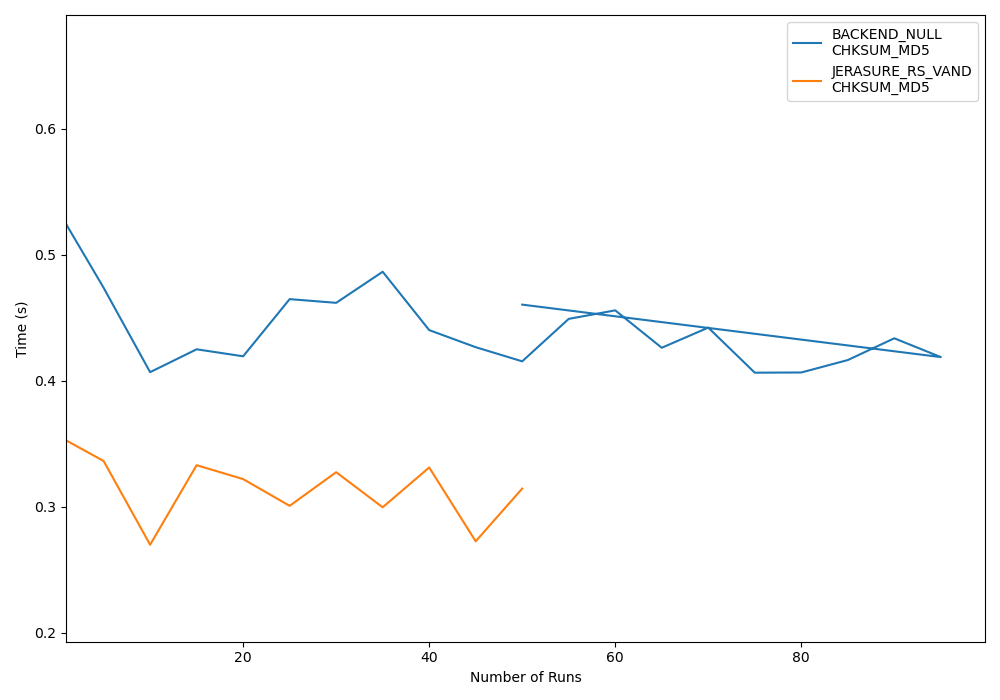 BACKEND_NULL
CHKSUM_MD5
JERASURE_RS_VAND
CHKSUM_MD5
0.6
0.5
0.4
0.3
0.2
Time (s)
20 40 60 80
Number of Runs